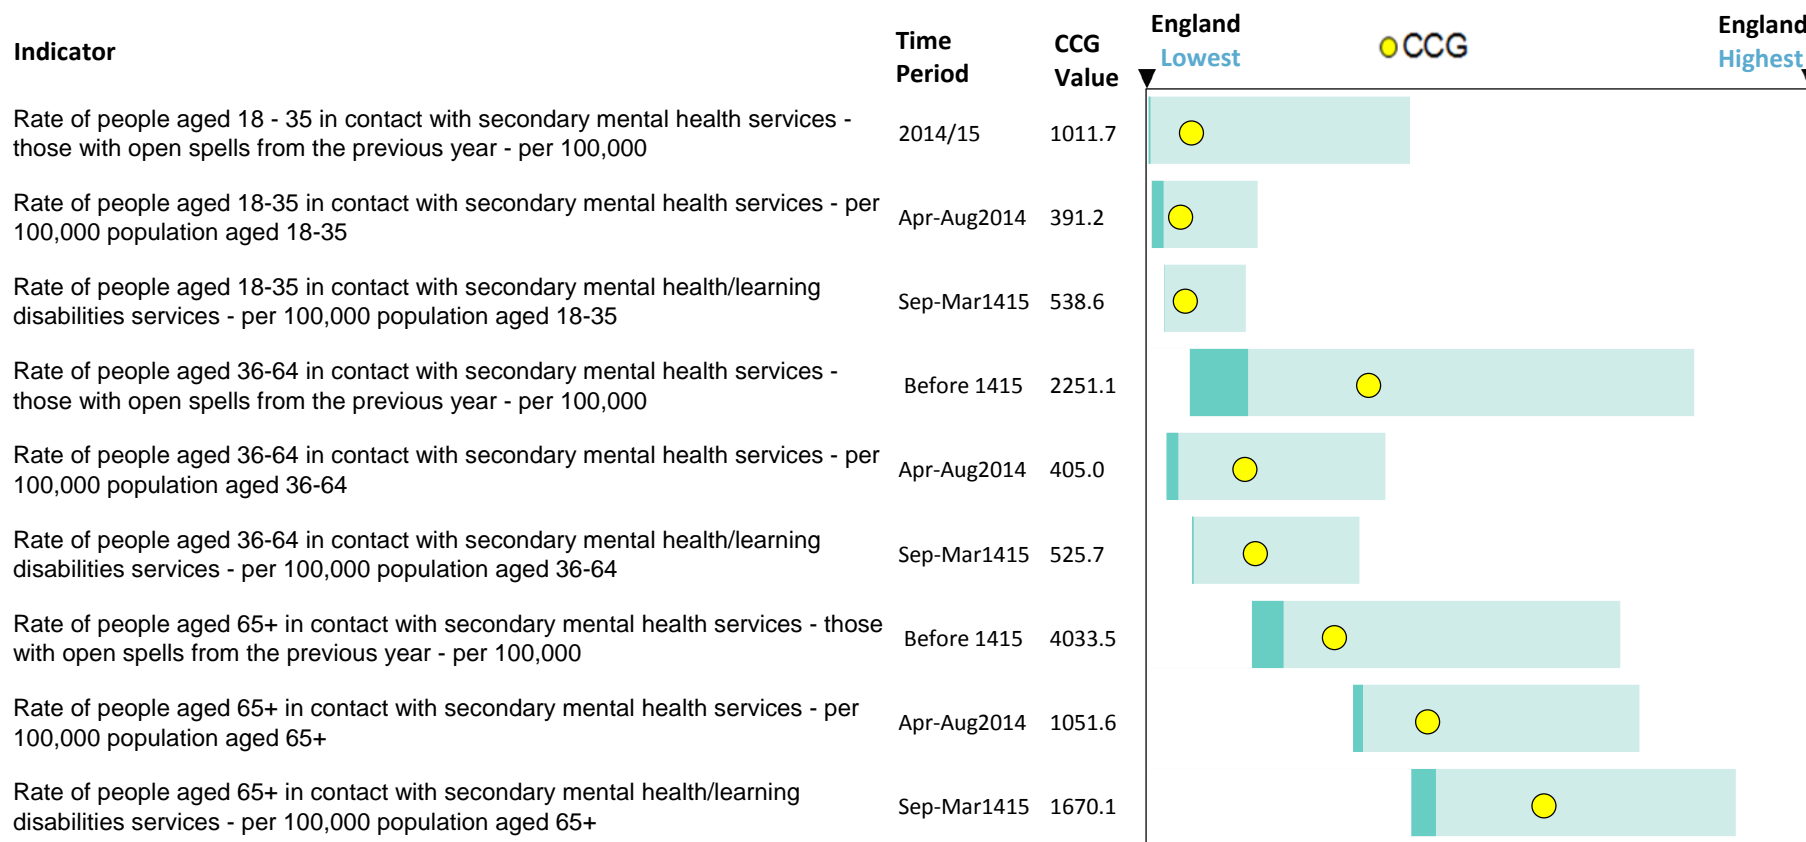 Indicator
Time
Period
CCG
Value
England
Lowest
CCG
England
Highest
Rate of people aged 18 - 35 in contact with secondary mental health services -
those with open spells from the previous year - per 100,000
2014/15
1011.7
Rate of people aged 18-35 in contact with secondary mental health services - per
100,000 population aged 18-35
Apr-Aug2014
391.2
Rate of people aged 18-35 in contact with secondary mental health/learning
disabilities services - per 100,000 population aged 18-35
Sep-Mar1415
538.6
Rate of people aged 36-64 in contact with secondary mental health services -
those with open spells from the previous year - per 100,000
Before 1415
2251.1
Rate of people aged 36-64 in contact with secondary mental health services - per
100,000 population aged 36-64
Apr-Aug2014
405.0
Rate of people aged 36-64 in contact with secondary mental health/learning
disabilities services - per 100,000 population aged 36-64
Sep-Mar1415
525.7
Rate of people aged 65+ in contact with secondary mental health services - those
with open spells from the previous year - per 100,000
Before 1415
4033.5
Rate of people aged 65+ in contact with secondary mental health services - per
100,000 population aged 65+
Apr-Aug2014
1051.6
Rate of people aged 65+ in contact with secondary mental health/learning
disabilities services - per 100,000 population aged 65+
Sep-Mar1415
1670.1